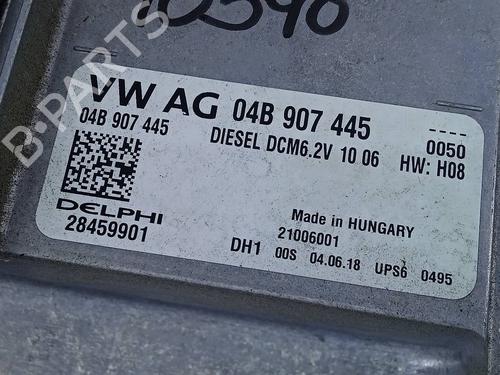 VW AG 04B 907 445 ----
04B 907 445 DIESEL DCM6.2V 10 06 0050
HW: H08
DELPHI
28459901
Made in HUNGARY
21006001
DH1 00S 04.06.18 UPS6 0495
B-PARTS